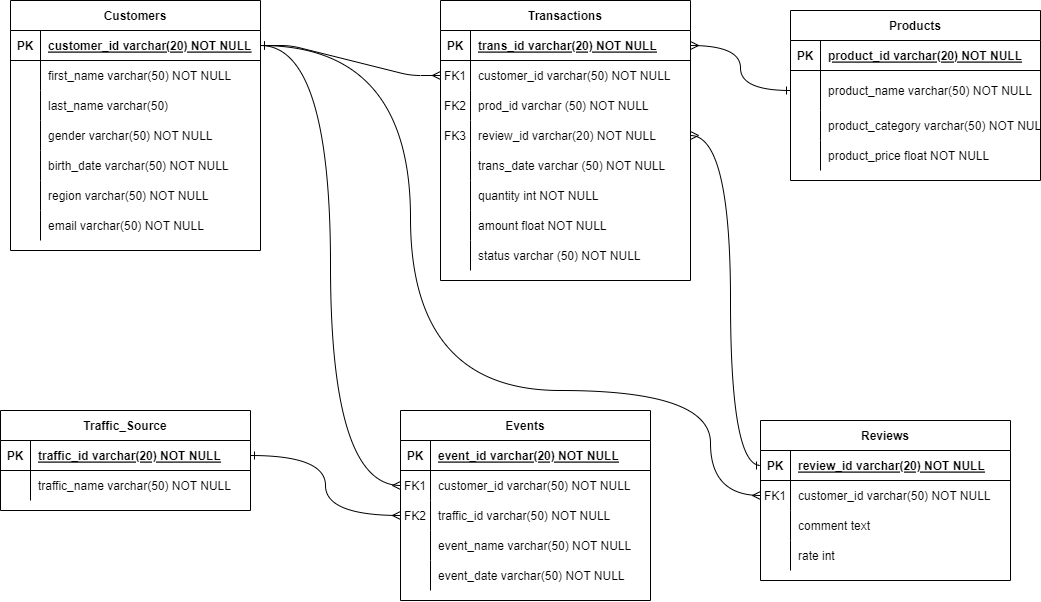 Customers
PK customer_id varchar(20) NOT NULL
first_name varchar(50) NOT NULL
last_name varchar(50)
gender varchar(50) NOT NULL
birth_date varchar(50) NOT NULL
region varchar(50) NOT NULL
email varchar(50) NOT NULL
Transactions
PK trans_id varchar(20) NOT NULL
FK1 customer_id varchar(50) NOT NULL
FK2 prod_id varchar (50) NOT NULL
FK3 review_id varchar(20) NOT NULL
trans_date varchar (50) NOT NULL
quantity int NOT NULL
amount float NOT NULL
status varchar (50) NOT NULL
Products
PK product_id varchar(20) NOT NULL
product_name varchar(50) NOT NULL
product_category varchar(50) NOT NUL
product_price float NOT NULL
Traffic_Source
PK traffic_id varchar(20) NOT NULL
traffic_name varchar(50) NOT NULL
Events
PK event_id varchar(20) NOT NULL
FK1 customer_id varchar(50) NOT NULL
FK2 traffic_id varchar(50) NOT NULL
event_name varchar(50) NOT NULL
event_date varchar(50) NOT NULL
Reviews
PK review_id varchar(20) NOT NULL
FK1 customer_id varchar(50) NOT NULL
comment text
rate int